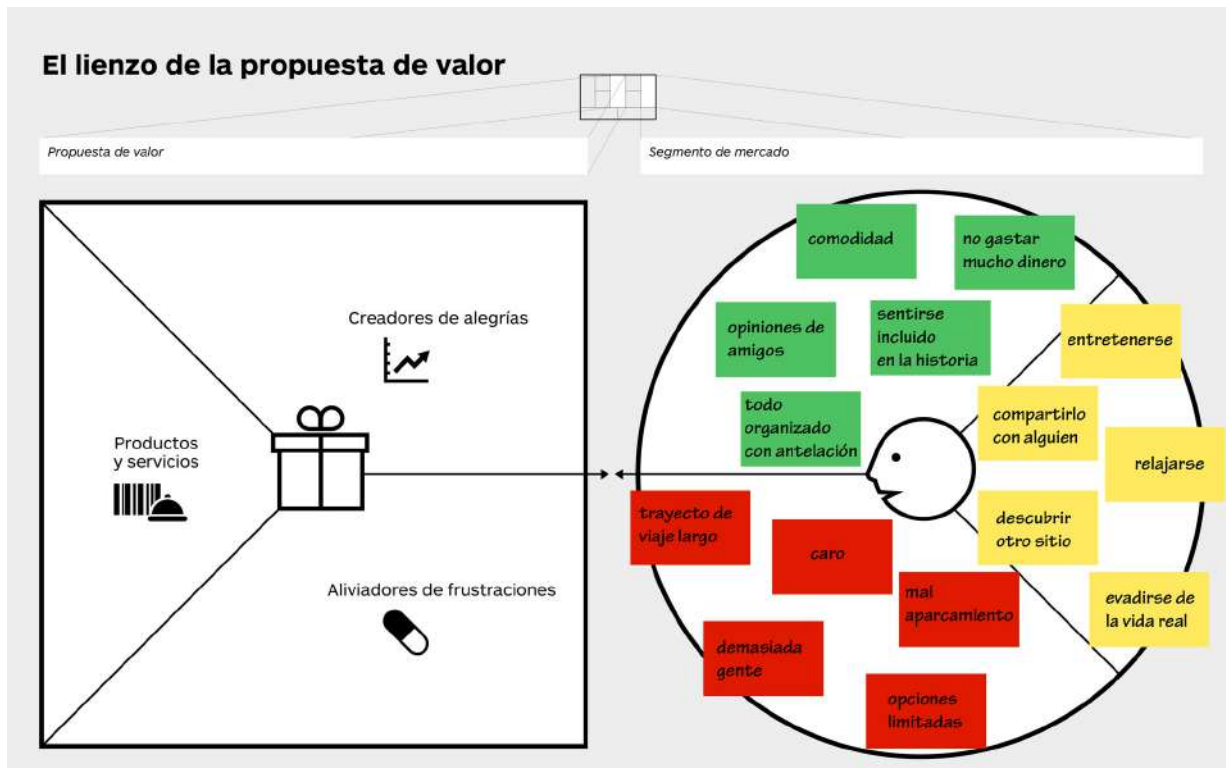 El lienzo de la propuesta de valor
Propuesta de valor
Segmento de mercado
Creadores de alegrías
Productos
y servicios
Aliviadores de frustraciones
comodidad
no gastar
mucho dinero
opiniones de
amigos
sentirse
incluido
en la historia
todo
organizado
con antelación
entretenerse
compartirlo
con alguien
relajarse
descubrir
otro sitio
evadirse de
la vida real
trayecto de
viaje largo
caro
mal
aparcamiento
demasiada
gente
opciones
limitadas